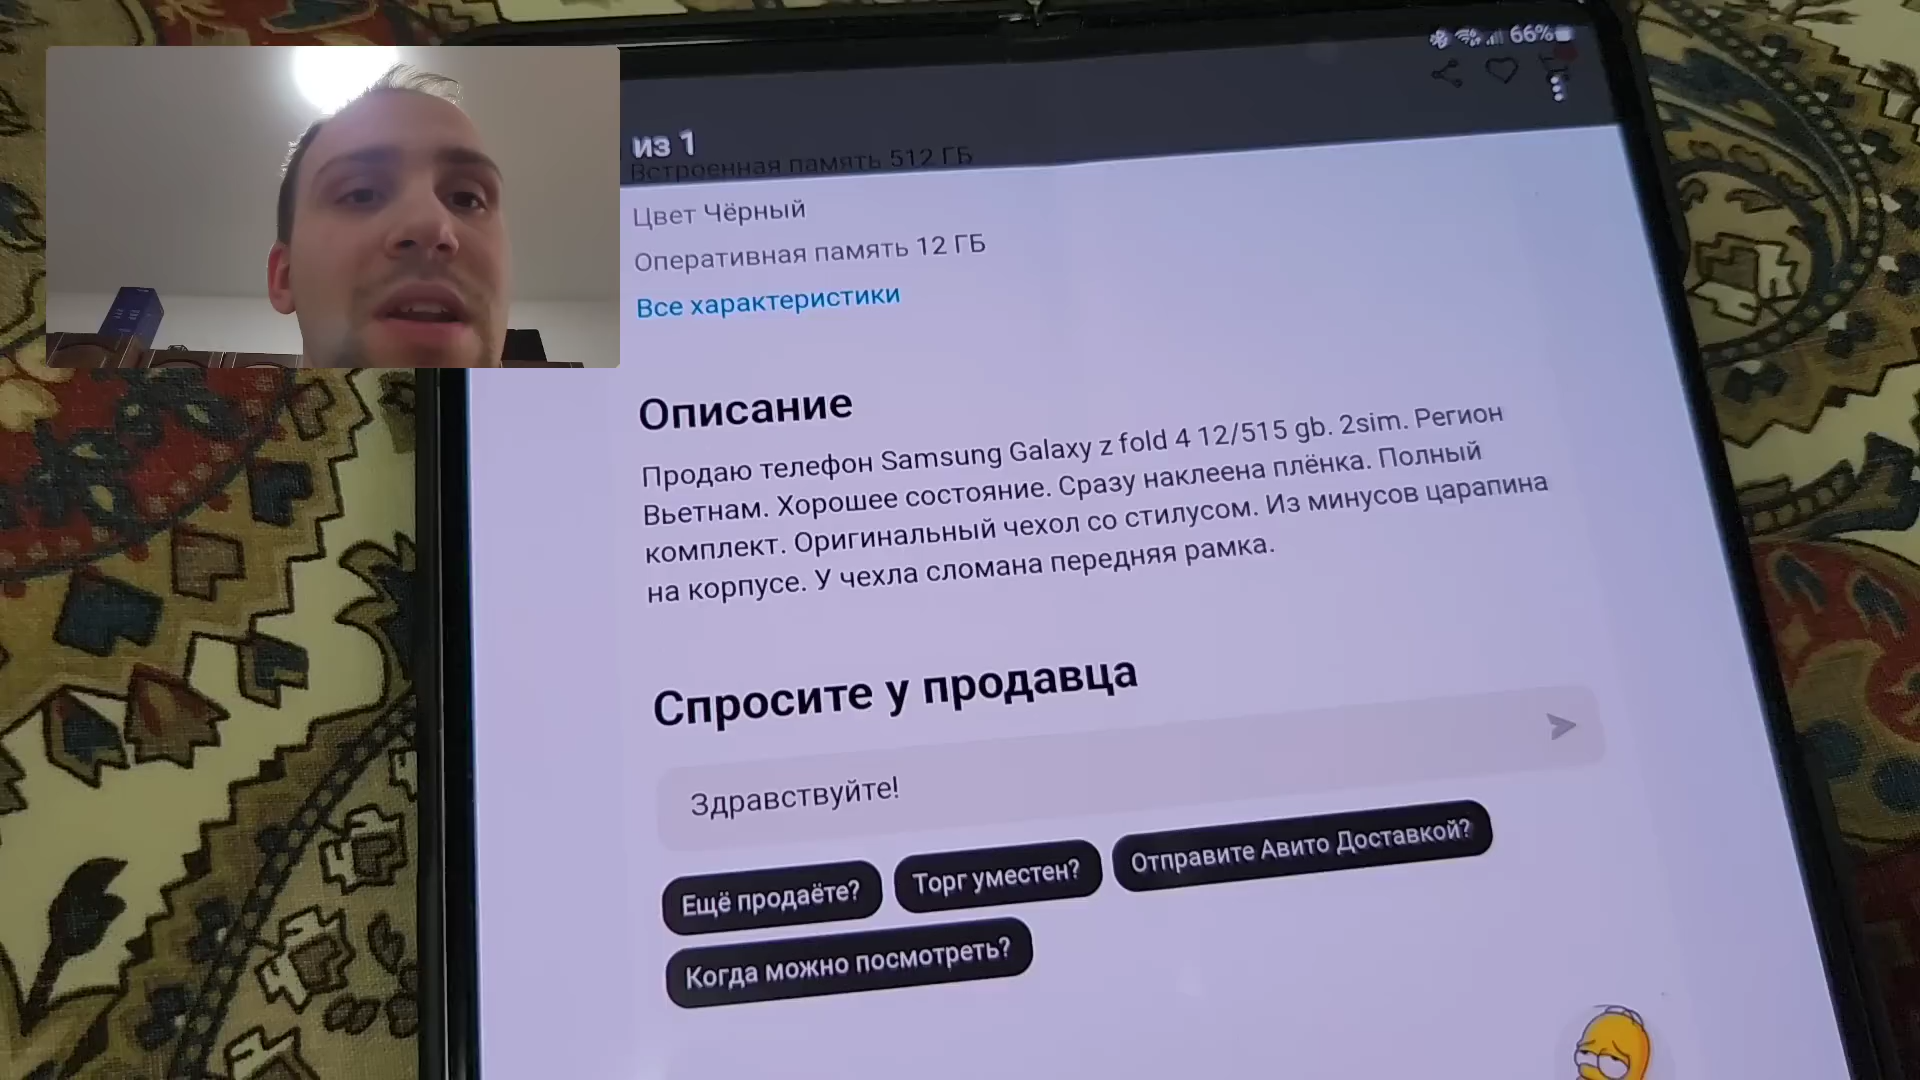 66%
из 1
Встроенная память 512 ГБ
Цвет Чёрный
Оперативная память 12 ГБ
Все характеристики
Описание
Продаю телефон Samsung Galaxy z fold 4 12/515 gb. 2sim. Регион
Вьетнам. Хорошее состояние. Сразу наклеена плёнка. Полный
комплект. Оригинальный чехол со стилусом. Из минусов царапина
на корпусе. У чехла сломана передняя рамка.
Спросите у продавца
Здравствуйте!
Ещё продаёте?
Торг уместен?
Отправите Авито Доставкой?
Когда можно посмотреть?